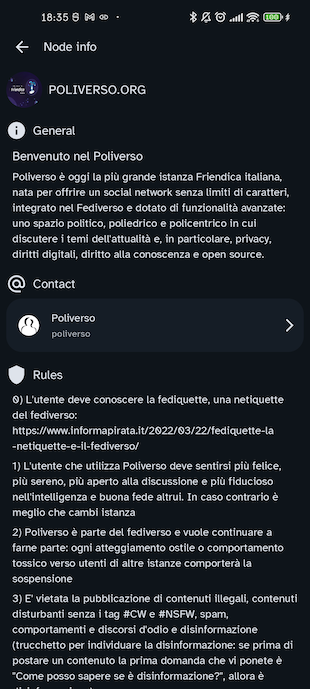 18:35
Node info
POLIVERSO.ORG
General
Benvenuto nel Poliverso
Poliverso è oggi la più grande istanza Friendica italiana,
nata per offrire un social network senza limiti di caratteri,
integrato nel Fediverso e dotato di funzionalità avanzate:
uno spazio politico, poliedrico e policentrico in cui
discutere i temi dell'attualità e, in particolare, privacy,
diritti digitali, diritto alla conoscenza e open source.
Contact
Poliverso
poliverso
Rules
0) L'utente deve conoscere la fediquette, una netiquette
del fediverso:
https://www.informapirata.it/2022/03/22/fediquette-la
-netiquette-e-il-fediverso/
1) L'utente che utilizza Poliverso deve sentirsi più felice,
più sereno, più aperto alla discussione e più fiducioso
nell'intelligenza e buona fede altrui. In caso contrario è
meglio che cambi istanza
2) Poliverso è parte del fediverso e vuole continuare a
farne parte: ogni atteggiamento ostile o comportamento
tossico verso utenti di altre istanze comporterà la
sospensione
3) E' vietata la pubblicazione di contenuti illegali, contenuti
disturbanti senza i tag #CW e #NSFW, spam,
comportamenti e discorsi d'odio e disinformazione
(trucchetto per individuare la disinformazione: se prima di
postare un contenuto la prima domanda che vi ponete è
"Come posso sapere se è disinformazione?", allora è